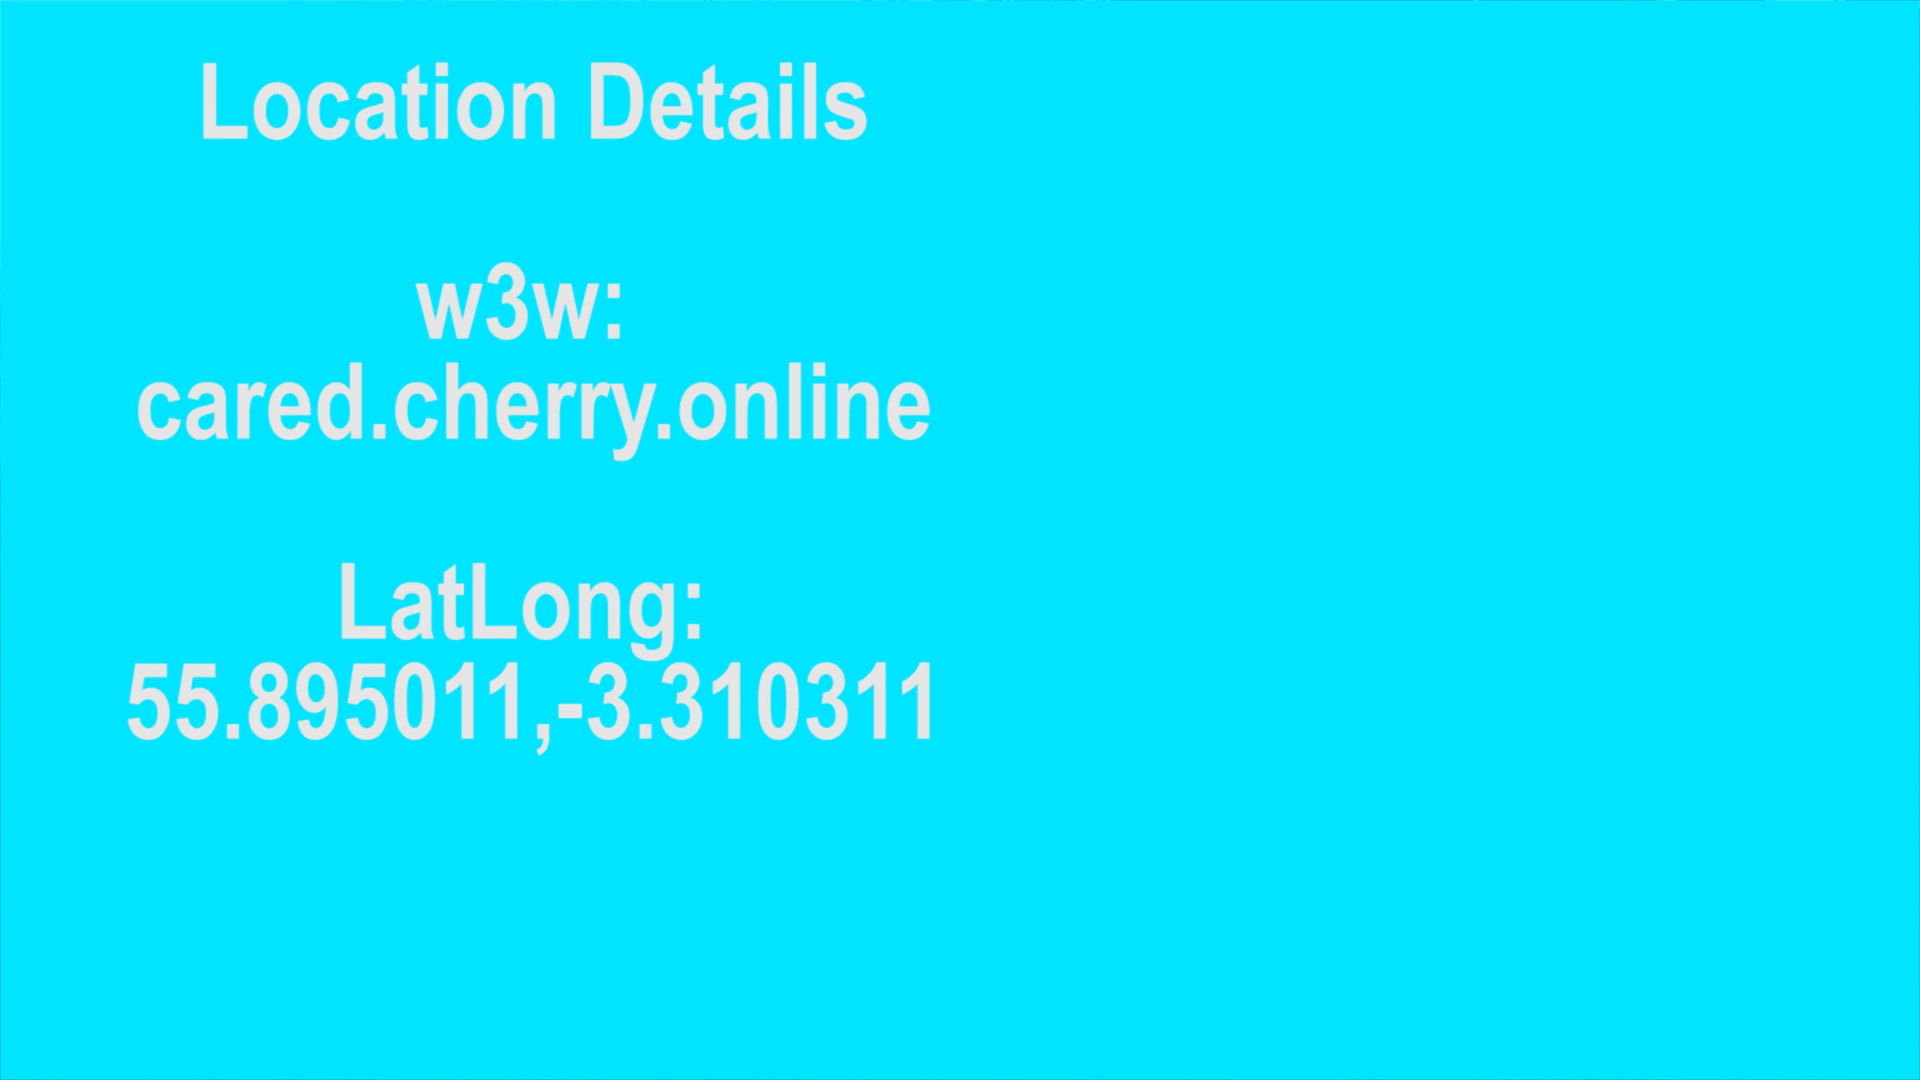 Location Details
w3w:
cared.cherry.online
LatLong:
55.895011,-3.310311